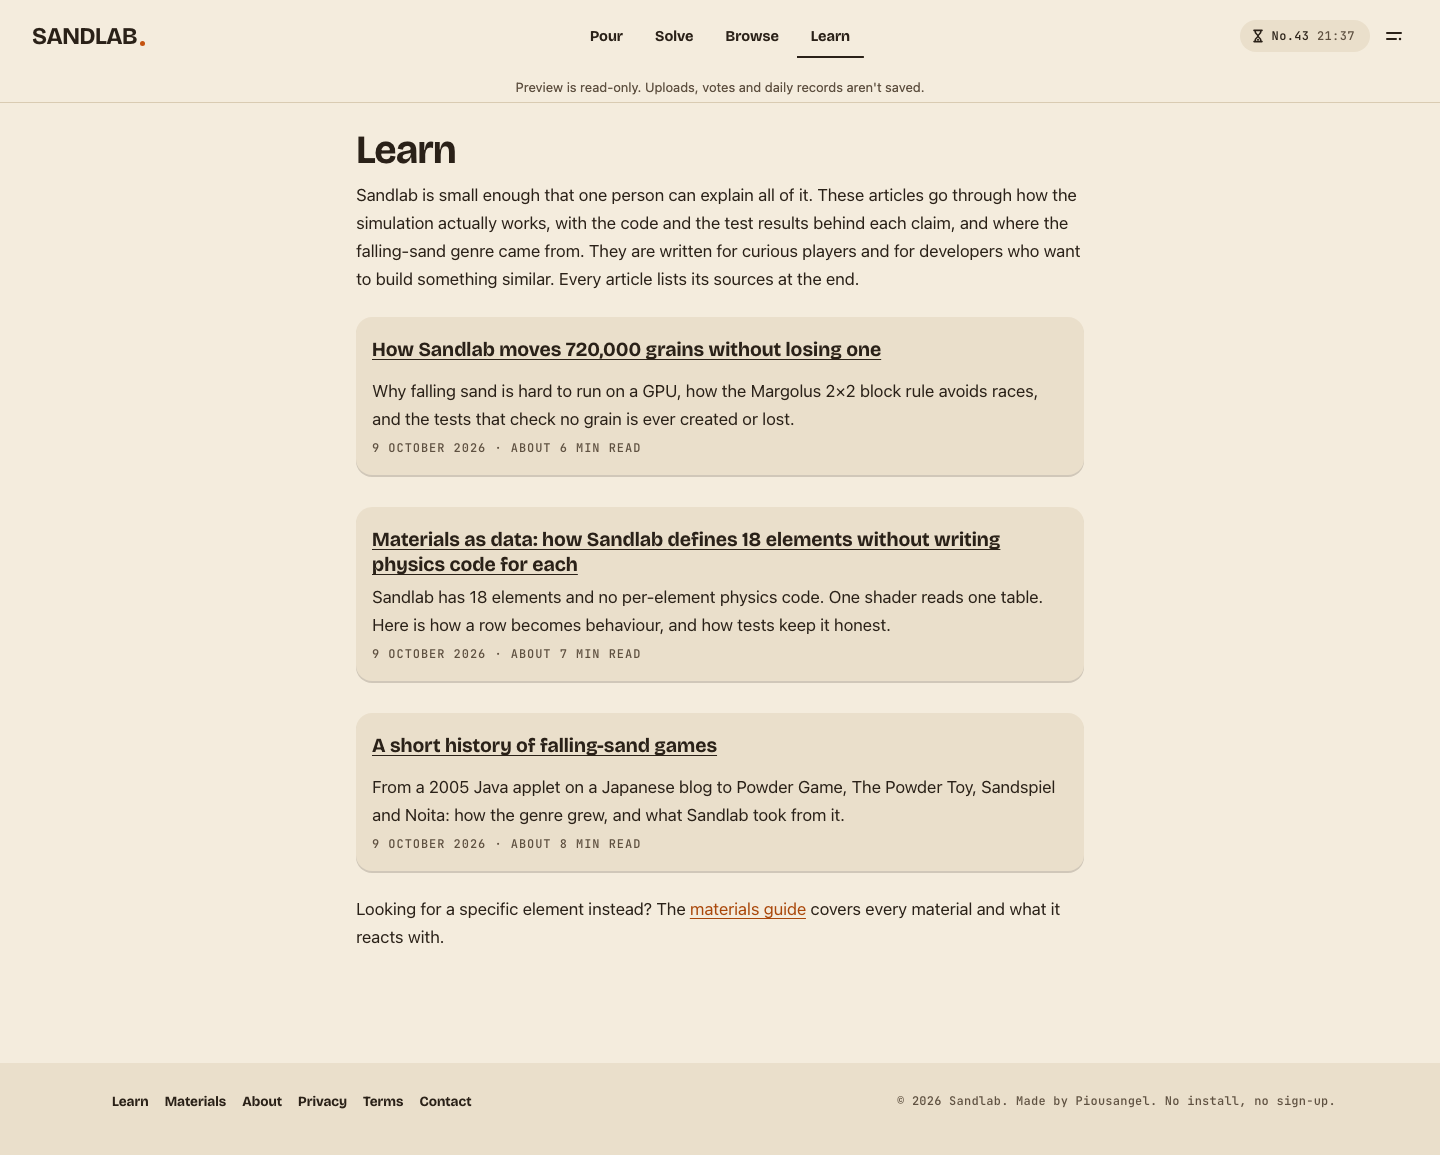 SANDLAB.
Pour Solve Browse Learn
No.43 21:37
Preview is read-only. Uploads, votes and daily records aren't saved.
Learn
Sandlab is small enough that one person can explain all of it. These articles go through how the
simulation actually works, with the code and the test results behind each claim, and where the
falling-sand genre came from. They are written for curious players and for developers who want
to build something similar. Every article lists its sources at the end.
How Sandlab moves 720,000 grains without losing one
Why falling sand is hard to run on a GPU, how the Margolus 2×2 block rule avoids races,
and the tests that check no grain is ever created or lost.
9 OCTOBER 2026 · ABOUT 6 MIN READ
Materials as data: how Sandlab defines 18 elements without writing
physics code for each
Sandlab has 18 elements and no per-element physics code. One shader reads one table.
Here is how a row becomes behaviour, and how tests keep it honest.
9 OCTOBER 2026 · ABOUT 7 MIN READ
A short history of falling-sand games
From a 2005 Java applet on a Japanese blog to Powder Game, The Powder Toy, Sandspiel
and Noita: how the genre grew, and what Sandlab took from it.
9 OCTOBER 2026 · ABOUT 8 MIN READ
Looking for a specific element instead? The materials guide covers every material and what it
reacts with.
Learn Materials About Privacy Terms Contact
© 2026 Sandlab. Made by Piousangel. No install, no sign-up.